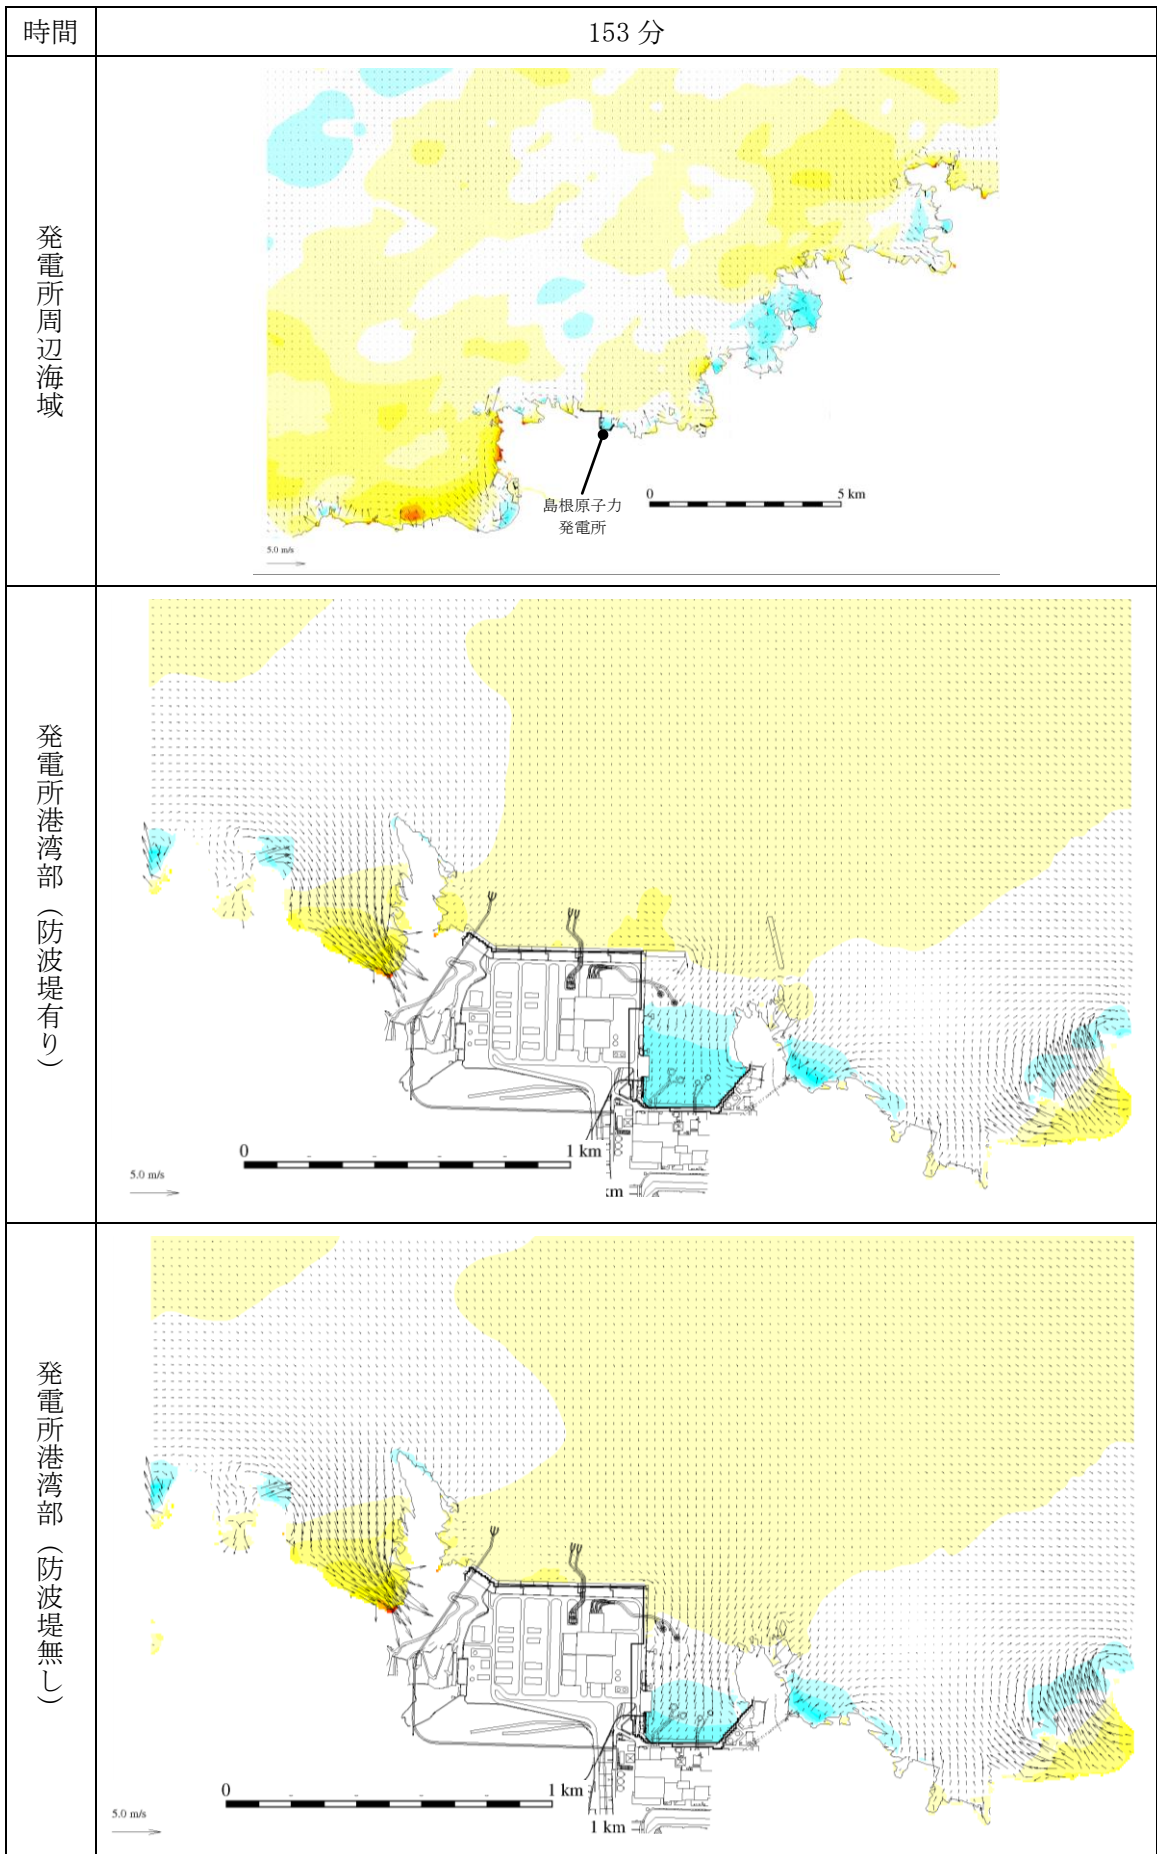 時間
153 分
発電所周辺海域
島根原子力
発電所
0
5 km
5.0 m/s
発電所港湾部（防波堤有り）
0
1 km
km
5.0 m/s
発電所港湾部（防波堤無し）
0
1 km
1 km
5.0 m/s